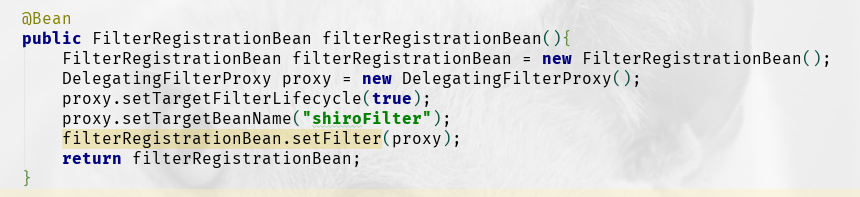 @Bean
public FilterRegistrationBean filterRegistrationBean(){
    FilterRegistrationBean filterRegistrationBean = new FilterRegistrationBean();
    DelegatingFilterProxy proxy = new DelegatingFilterProxy();
    proxy.setTargetFilterLifecycle(true);
    proxy.setTargetBeanName("shiroFilter");
    filterRegistrationBean.setFilter(proxy);
    return filterRegistrationBean;
}